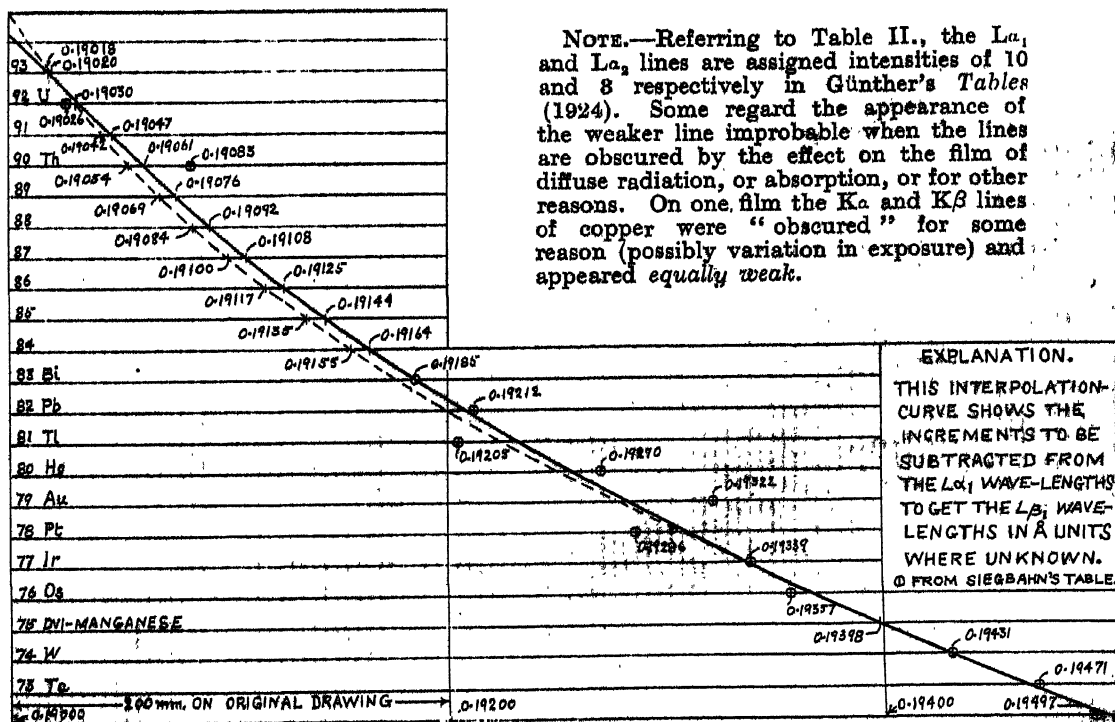 NOTE.—Referring to Table II., the Lα₁
and Lα₂ lines are assigned intensities of 10
and 8 respectively in Günther's Tables
(1924). Some regard the appearance of
the weaker line improbable when the lines
are obscured by the effect on the film of
diffuse radiation, or absorption, or for other
reasons. On one film the Kα and Kβ lines
of copper were "obscured" for some
reason (possibly variation in exposure) and
appeared equally weak.
0·19018
0·19020
93
92 U
0·19030
0·19026
91
0·19047
0·19042
90 Th
0·19061
0·19083
0·19054
89
0·19076
0·19069
88
0·19092
0·19084
87
0·19108
0·19100
86
0·19125
0·19117
85
0·19144
0·19135
84
0·19164
0·19155
83 Bi
0·19185
82 Pb
0·19212
81 Tl
0·19205
80 Hg
0·19270
79 Au
0·19322
78 Pt
77 Ir
0·19339
76 Os
0·19357
75 DVI-MANGANESE
0·19398
74 W
0·19431
73 Ta
0·19471
200 mm. ON ORIGINAL DRAWING
0·19200
0·19400
0·19497
EXPLANATION.
THIS INTERPOLATION-
CURVE SHOWS THE
INCREMENTS TO BE
SUBTRACTED FROM
THE Lα₁ WAVE-LENGTHS
TO GET THE Lβ₁ WAVE-
LENGTHS IN Å UNITS
WHERE UNKNOWN.
⊕ FROM SIEGBAHN'S TABLE